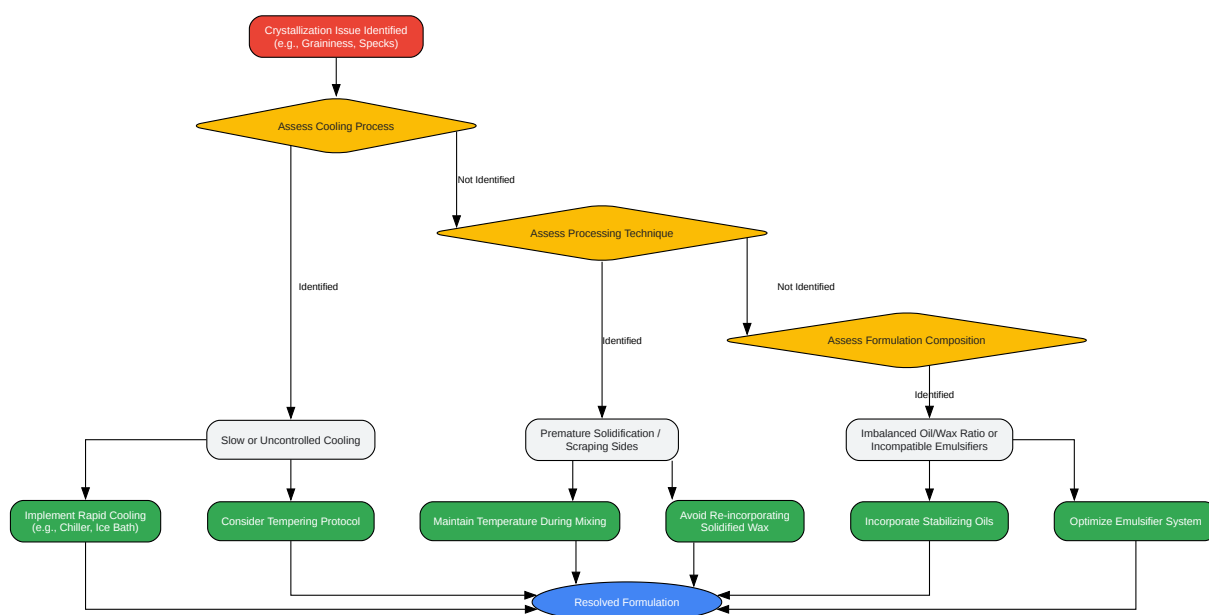 Crystallization Issue Identified
(e.g., Graininess, Specks)
Assess Cooling Process
Not Identified
Assess Processing Technique
Identified
Not Identified
Identified
Assess Formulation Composition
Identified
Slow or Uncontrolled Cooling
Premature Solidification /
Scraping Sides
Imbalanced Oil/Wax Ratio or
Incompatible Emulsifiers
Implement Rapid Cooling
(e.g., Chiller, Ice Bath)
Consider Tempering Protocol
Maintain Temperature During Mixing
Avoid Re-incorporating
Solidified Wax
Incorporate Stabilizing Oils
Optimize Emulsifier System
Resolved Formulation